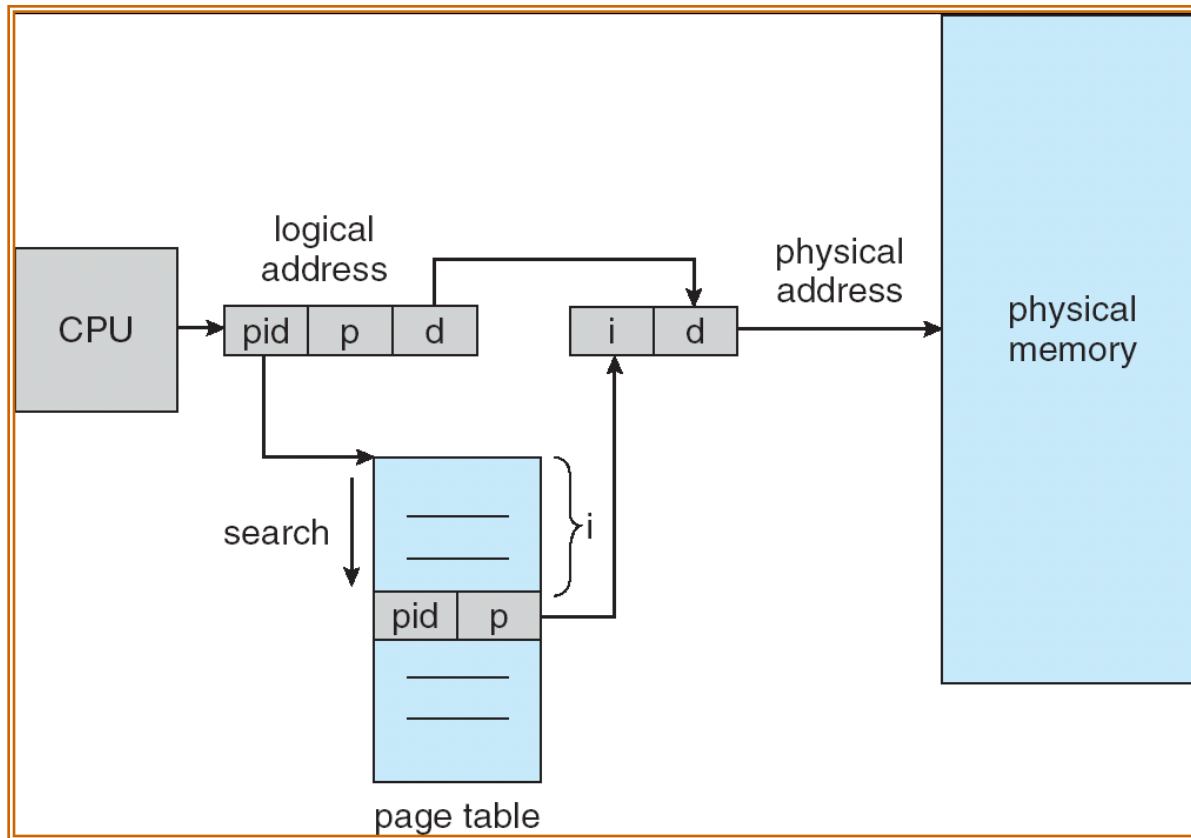 logical
address
physical
address
CPU
pid p d
i d
physical
memory
search
i
pid p
page table